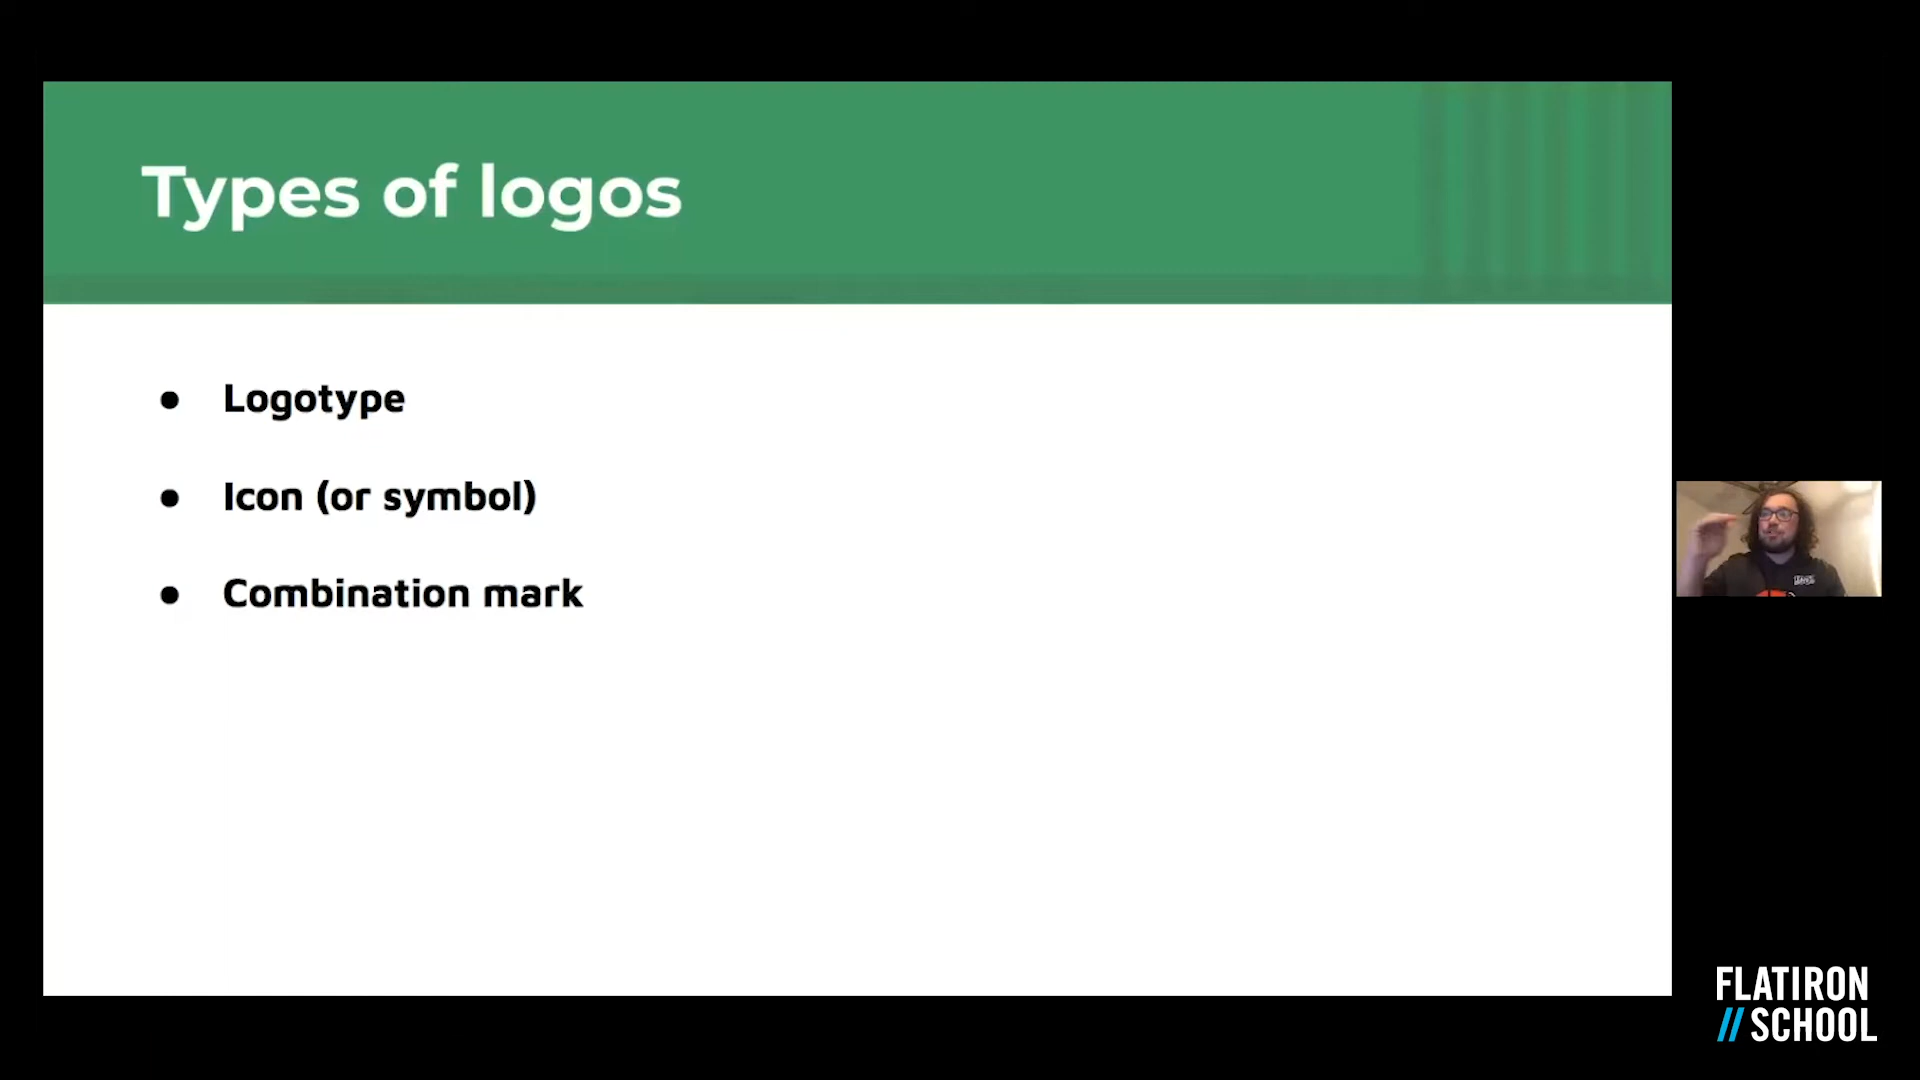 Types of logos
● Logotype
● Icon (or symbol)
● Combination mark
FLATIRON
// SCHOOL